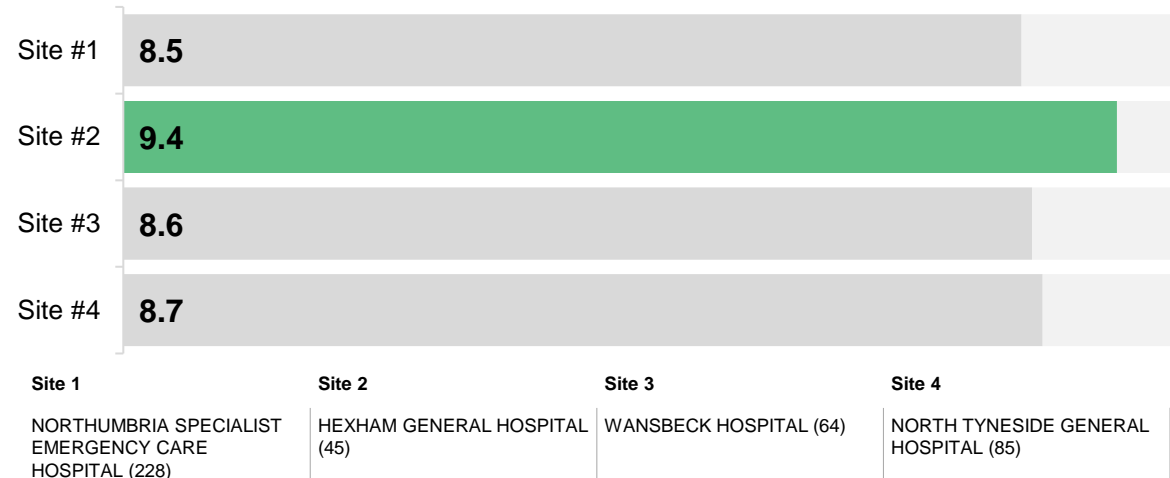 Site #1 8.5
Site #2 9.4
Site #3 8.6
Site #4 8.7
Site 1 Site 2 Site 3 Site 4
NORTHUMBRIA SPECIALIST
EMERGENCY CARE
HOSPITAL (228)
HEXHAM GENERAL HOSPITAL
(45)
WANSBECK HOSPITAL (64)
NORTH TYNESIDE GENERAL
HOSPITAL (85)